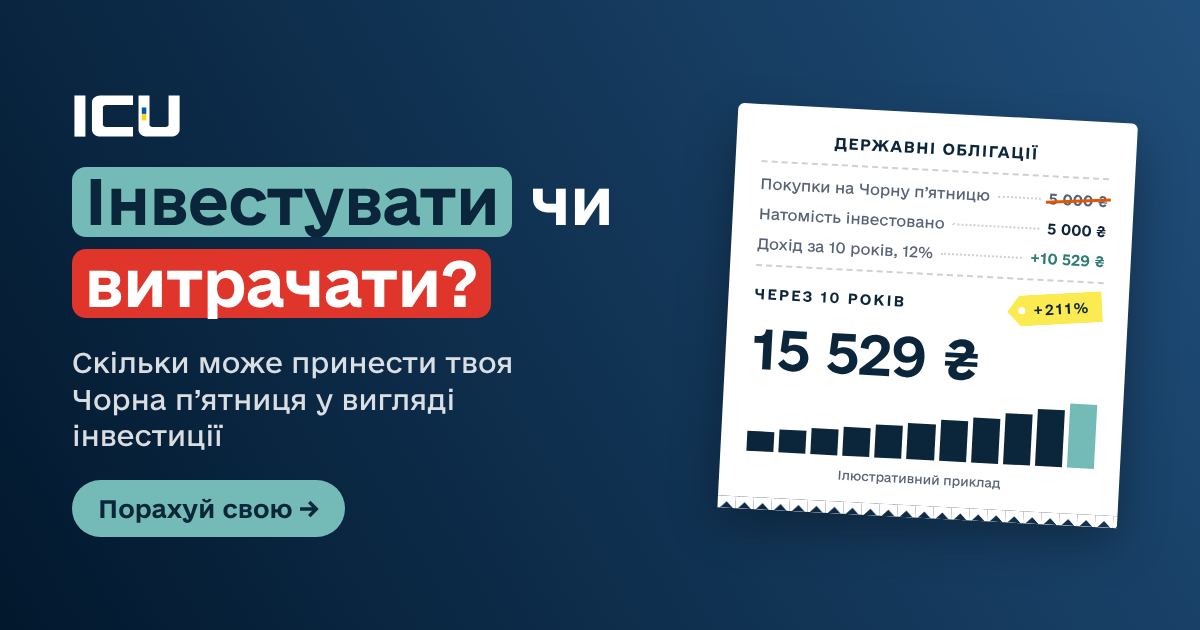 ICU
Інвестувати чи
витрачати?
Скільки може принести твоя
Чорна п’ятниця у вигляді
інвестиції
Порахуй свою →
ДЕРЖАВНІ ОБЛІГАЦІЇ
Покупки на Чорну п’ятницю 5 000 ₴
Натомість інвестовано 5 000 ₴
Дохід за 10 років, 12% +10 529 ₴
ЧЕРЕЗ 10 РОКІВ
+211%
15 529 ₴
Ілюстративний приклад